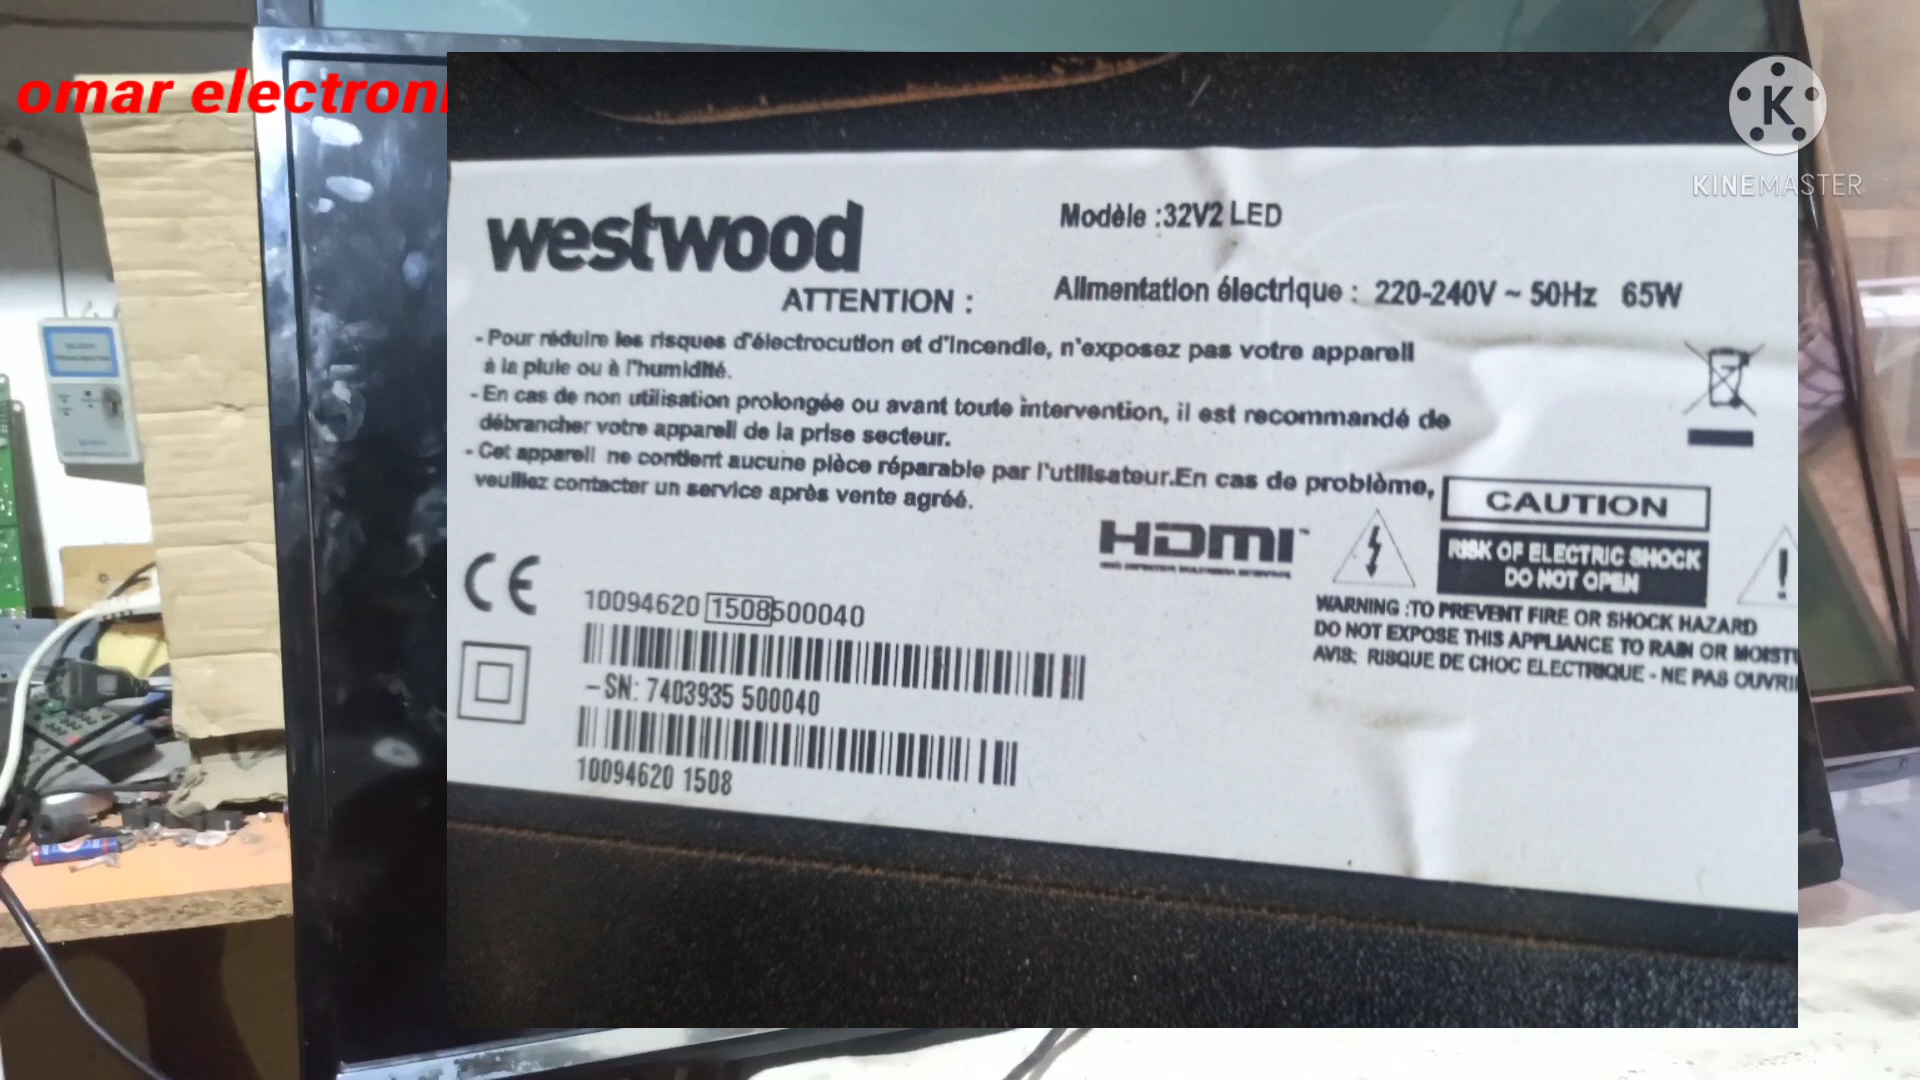 omar electroni
KINEMASTER
westwood
Modèle :32V2 LED
ATTENTION :
Alimentation électrique : 220-240V ~ 50Hz 65W
- Pour réduire les risques d'électrocution et d'incendie, n'exposez pas votre appareil
à la pluie ou à l'humidité.
- En cas de non utilisation prolongée ou avant toute intervention, il est recommandé de
débrancher votre appareil de la prise secteur.
- Cet appareil ne contient aucune pièce réparable par l'utilisateur.En cas de problème,
veuillez contacter un service après vente agréé.
HDMI
CAUTION
RISK OF ELECTRIC SHOCK
DO NOT OPEN
WARNING :TO PREVENT FIRE OR SHOCK HAZARD
DO NOT EXPOSE THIS APPLIANCE TO RAIN OR MOIST
AVIS: RISQUE DE CHOC ELECTRIQUE - NE PAS OUVRI
CE
10094620 1508500040
-SN: 7403935 500040
10094620 1508